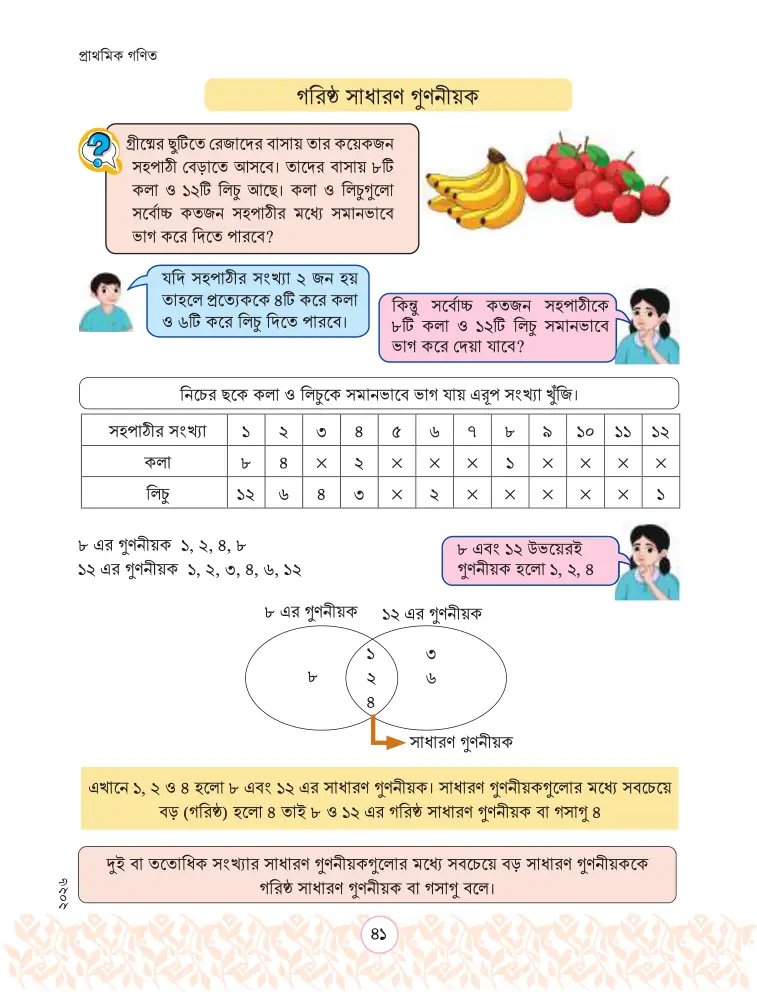 প্রাথমিক গণিত
গরিষ্ঠ সাধারণ গুণনীয়ক
গ্রীষ্মের ছুটিতে রেজাদের বাসায় তার কয়েকজন
সহপাঠী বেড়াতে আসবে। তাদের বাসায় ৮টি
কলা ও ১২টি লিচু আছে। কলা ও লিচুগুলো
সর্বোচ্চ কতজন সহপাঠীর মধ্যে সমানভাবে
ভাগ করে দিতে পারবে?
যদি সহপাঠীর সংখ্যা ২ জন হয়
তাহলে প্রত্যেককে ৪টি করে কলা
ও ৬টি করে লিচু দিতে পারবে।
কিন্তু সর্বোচ্চ কতজন সহপাঠীকে
৮টি কলা ও ১২টি লিচু সমানভাবে
ভাগ করে দেয়া যাবে?
নিচের ছকে কলা ও লিচুকে সমানভাবে ভাগ যায় এরূপ সংখ্যা খুঁজি।
সহপাঠীর সংখ্যা ১ ২ ৩ ৪ ৫ ৬ ৭ ৮ ৯ ১০ ১১ ১২
কলা ৮ ৪ × ২ × × × ১ × × × ×
লিচু ১২ ৬ ৪ ৩ × ২ × × × × × ১
৮ এর গুণনীয়ক ১, ২, ৪, ৮
১২ এর গুণনীয়ক ১, ২, ৩, ৪, ৬, ১২
৮ এবং ১২ উভয়েরই
গুণনীয়ক হলো ১, ২, ৪
৮ এর গুণনীয়ক ১২ এর গুণনীয়ক
১ ৩
৮ ২ ৬
৪
সাধারণ গুণনীয়ক
এখানে ১, ২ ও ৪ হলো ৮ এবং ১২ এর সাধারণ গুণনীয়ক। সাধারণ গুণনীয়কগুলোর মধ্যে সবচেয়ে
বড় (গরিষ্ঠ) হলো ৪ তাই ৮ ও ১২ এর গরিষ্ঠ সাধারণ গুণনীয়ক বা গসাগু ৪
দুই বা ততোধিক সংখ্যার সাধারণ গুণনীয়কগুলোর মধ্যে সবচেয়ে বড় সাধারণ গুণনীয়ককে
গরিষ্ঠ সাধারণ গুণনীয়ক বা গসাগু বলে।
২০২৬
৪১